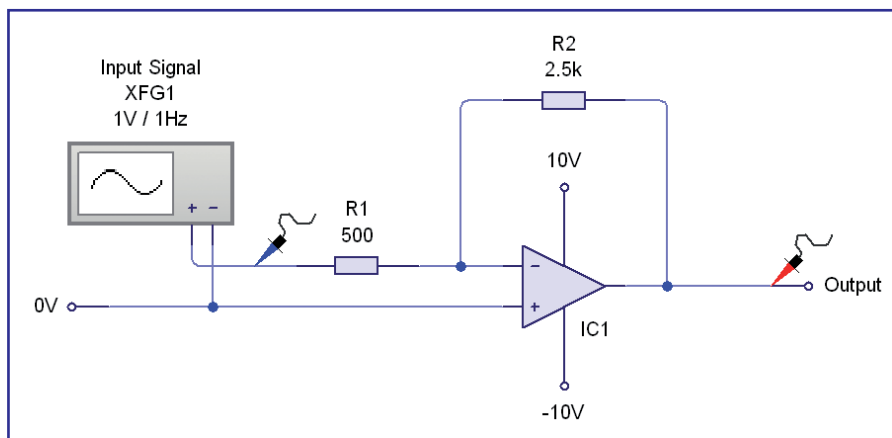 Input Signal
XFG1
1V / 1Hz
+ −
R1
500
R2
2.5k
10V
−
+
IC1
-10V
0V
Output